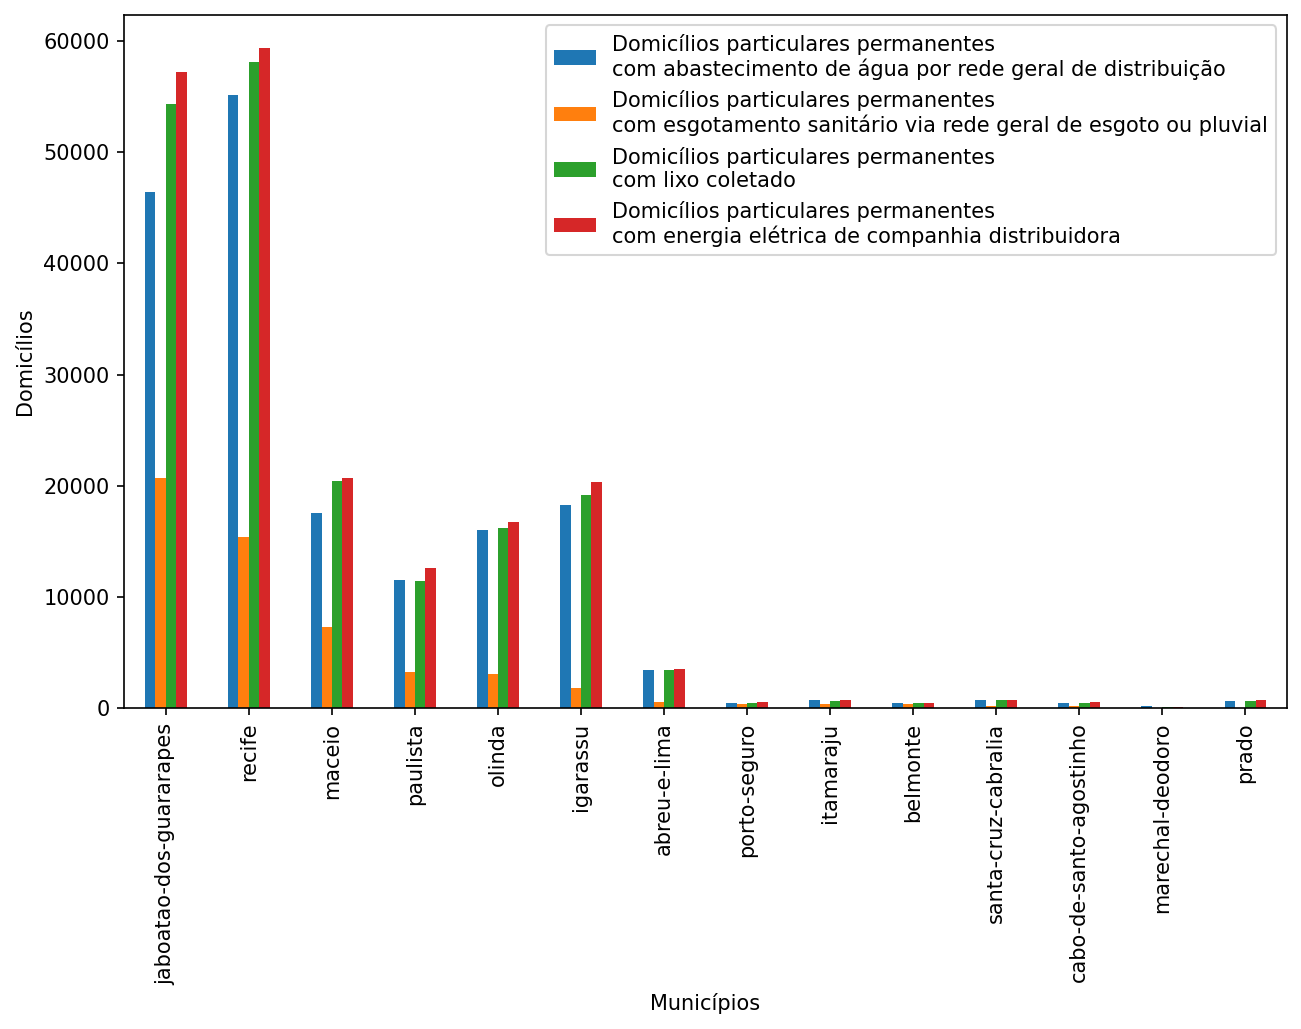 Domicílios particulares permanentes
com abastecimento de água por rede geral de distribuição
Domicílios particulares permanentes
com esgotamento sanitário via rede geral de esgoto ou pluvial
Domicílios particulares permanentes
com lixo coletado
Domicílios particulares permanentes
com energia elétrica de companhia distribuidora
60000
50000
40000
30000
20000
10000
0
Domicílios
jaboatao-dos-guararapes
recife
maceio
paulista
olinda
igarassu
abreu-e-lima
porto-seguro
itamaraju
belmonte
santa-cruz-cabralia
cabo-de-santo-agostinho
marechal-deodoro
prado
Municípios